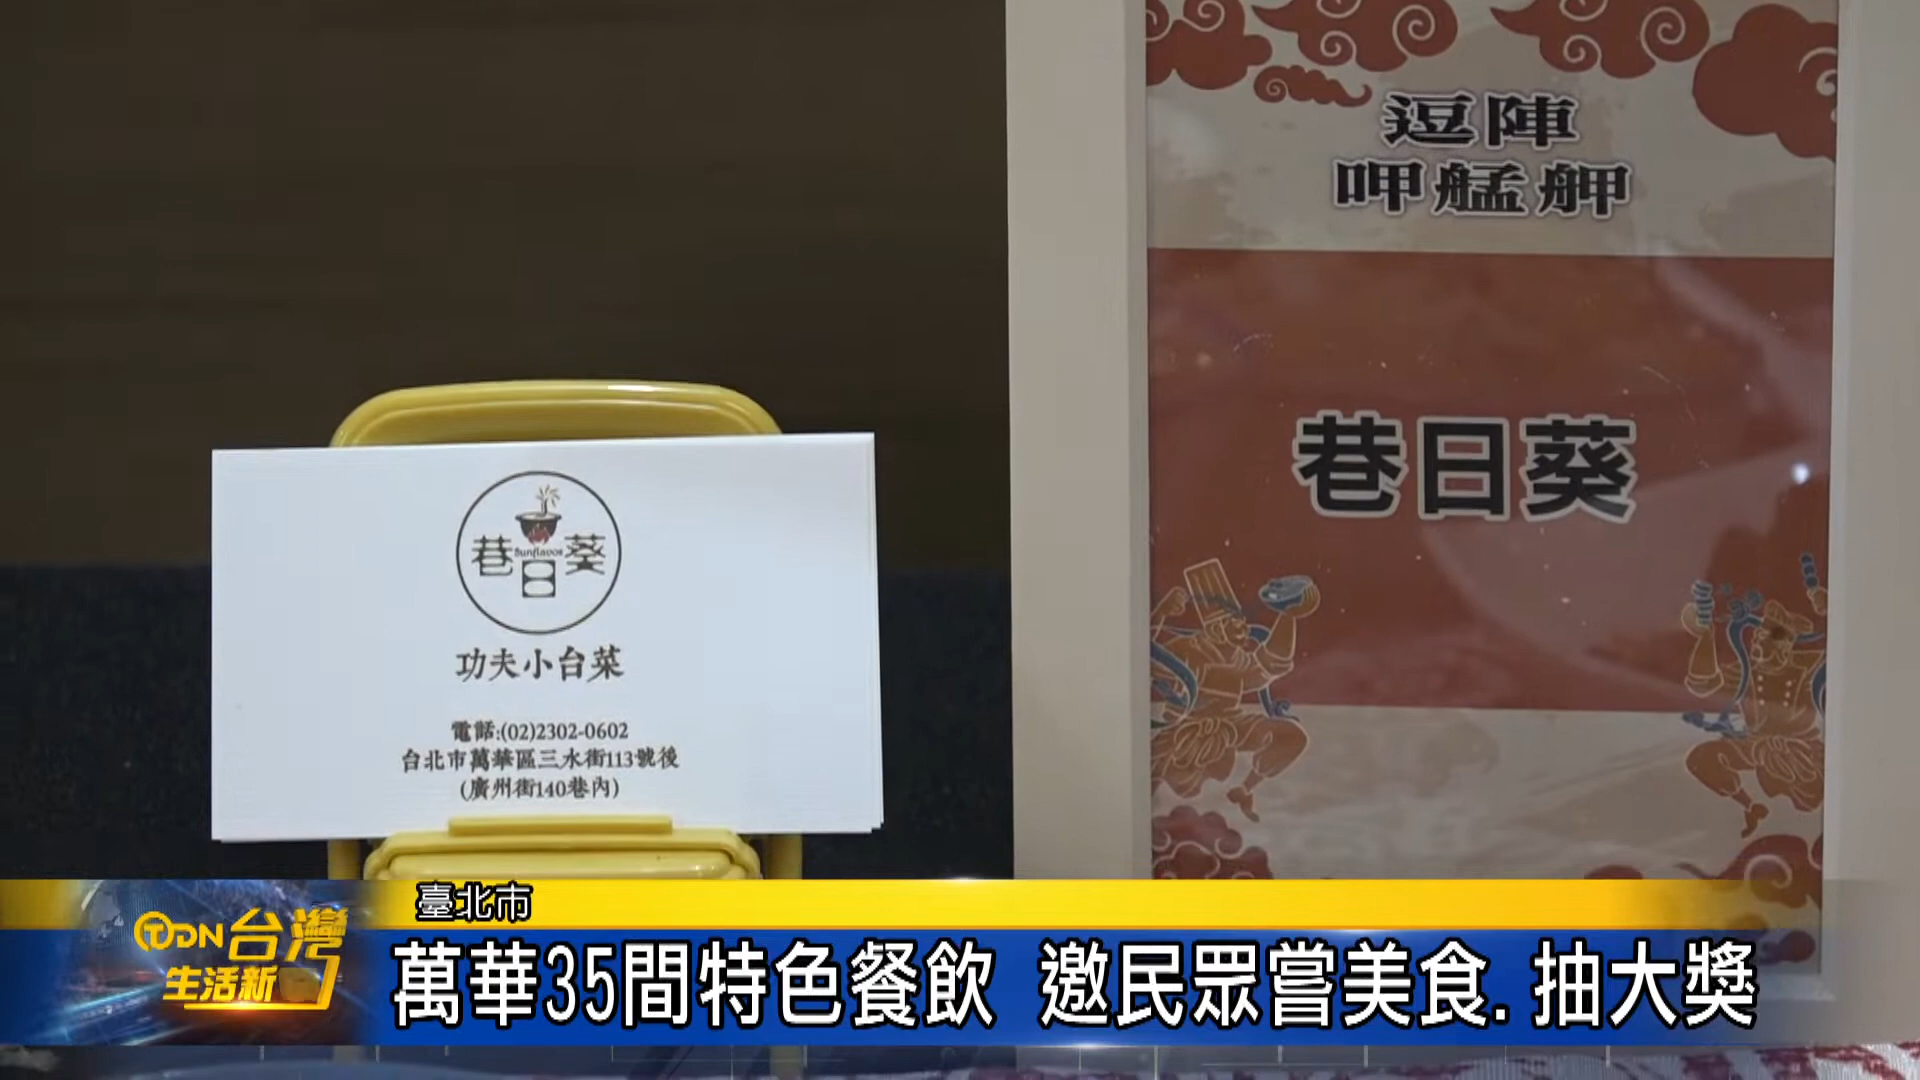 逗陣
呷艋舺
巷日葵
巷日葵
Sunflavor
功夫小台菜
電話:(02)2302-0602
台北市萬華區三水街113號後
(廣州街140巷內)
臺北市
TDN台灣
生活新
萬華35間特色餐飲 邀民眾嘗美食.抽大獎